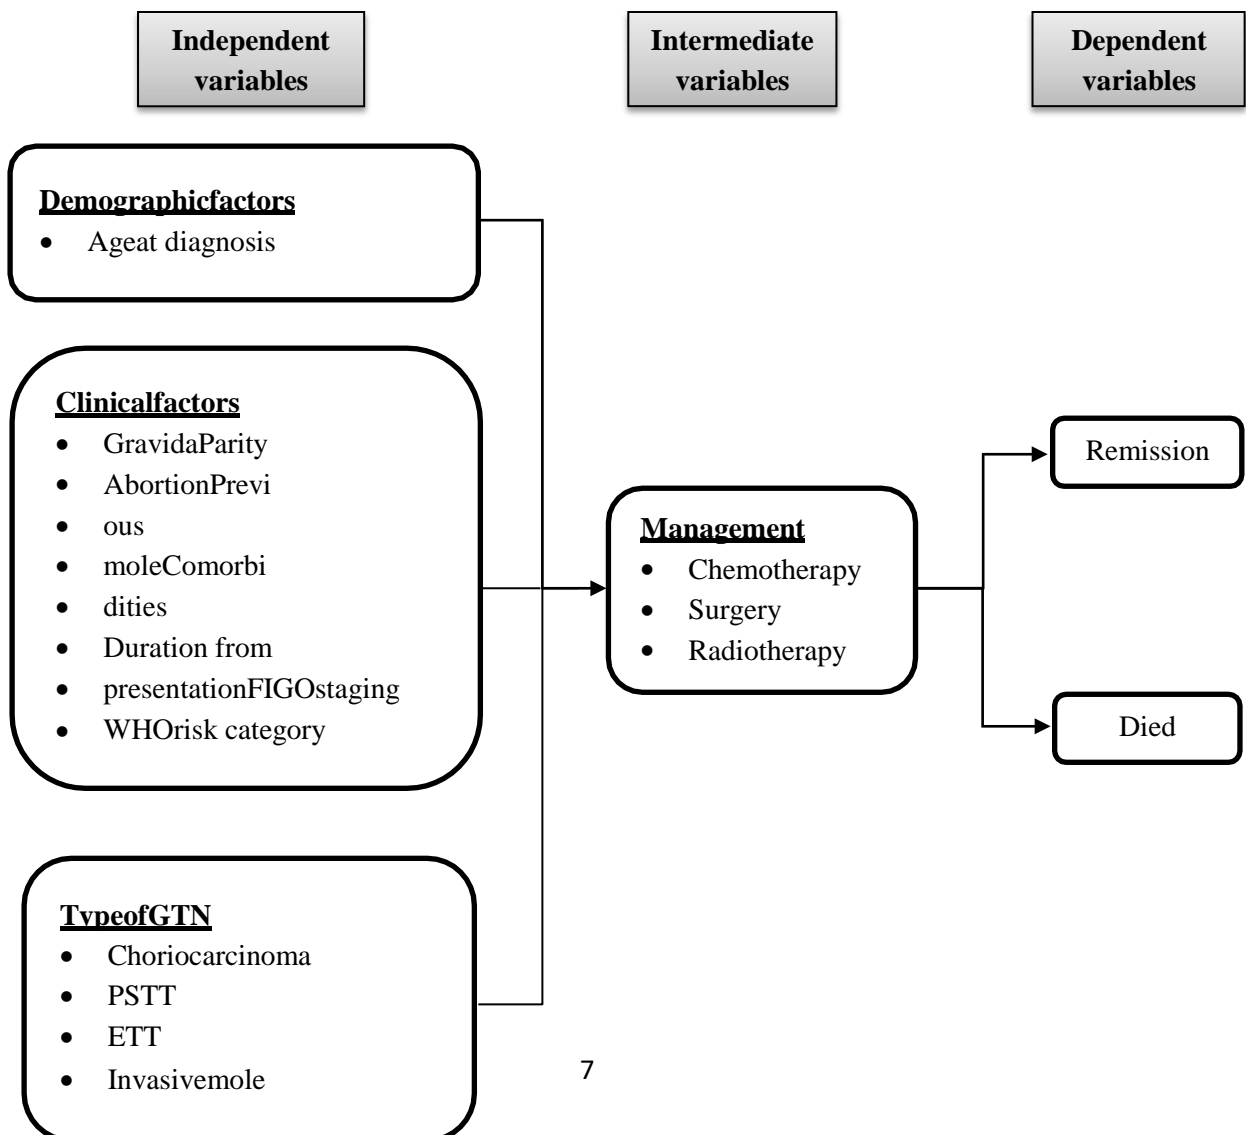 Independent
variables
Intermediate
variables
Dependent
variables
Demographicfactors
• Ageat diagnosis
Clinicalfactors
• GravidaParity
• AbortionPrevi
• ous
• moleComorbi
• dities
• Duration from
• presentationFIGOstaging
• WHOrisk category
TypeofGTN
• Choriocarcinoma
• PSTT
• ETT
• Invasivemole
Management
• Chemotherapy
• Surgery
• Radiotherapy
Remission
Died
7